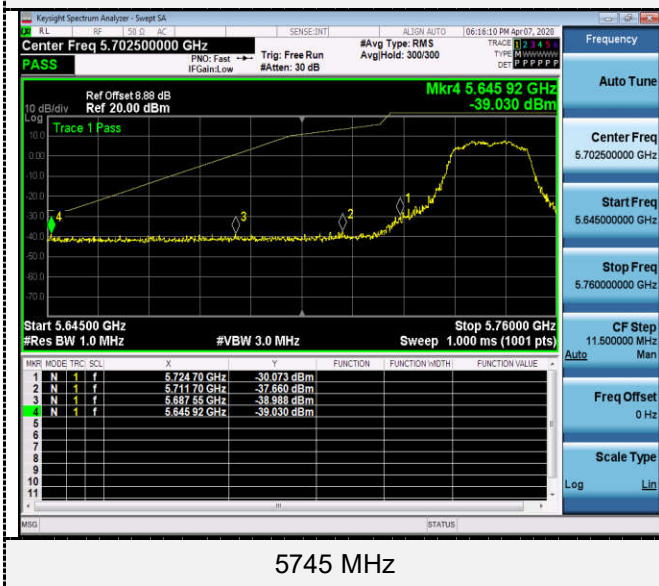 Keysight Spectrum Analyzer - Swept SA
RL RF 50 Ω AC SENSE:INT ALIGN AUTO 06:16:10 PM Apr07, 2020
Center Freq 5.702500000 GHz
PASS
PNO: Fast
IFGain:Low
Trig: Free Run
#Atten: 30 dB
#Avg Type: RMS
Avg|Hold: 300/300
TRACE 1 2 3 4 5 6
TYPE M WWWWW
DET P P P P P P
Ref Offset 8.88 dB
10 dB/div Ref 20.00 dBm
Log
Mkr4 5.645 92 GHz
-39.030 dBm
Trace 1 Pass
10.0
0.00
-10.0
-20.0
-30.0
-40.0
-50.0
-60.0
-70.0
4
3
2
1
Start 5.64500 GHz Stop 5.76000 GHz
#Res BW 1.0 MHz #VBW 3.0 MHz Sweep 1.000 ms (1001 pts)
MKR MODE TRC SCL X Y FUNCTION FUNCTION WIDTH FUNCTION VALUE
1 N 1 f 5.724 70 GHz -30.073 dBm
2 N 1 f 5.711 70 GHz -37.660 dBm
3 N 1 f 5.687 55 GHz -38.988 dBm
4 N 1 f 5.645 92 GHz -39.030 dBm
5
6
7
8
9
10
11
MSG STATUS
Frequency
Auto Tune
Center Freq
5.702500000 GHz
Start Freq
5.645000000 GHz
Stop Freq
5.760000000 GHz
CF Step
11.500000 MHz
Auto Man
Freq Offset
0 Hz
Scale Type
Log Lin
5745 MHz